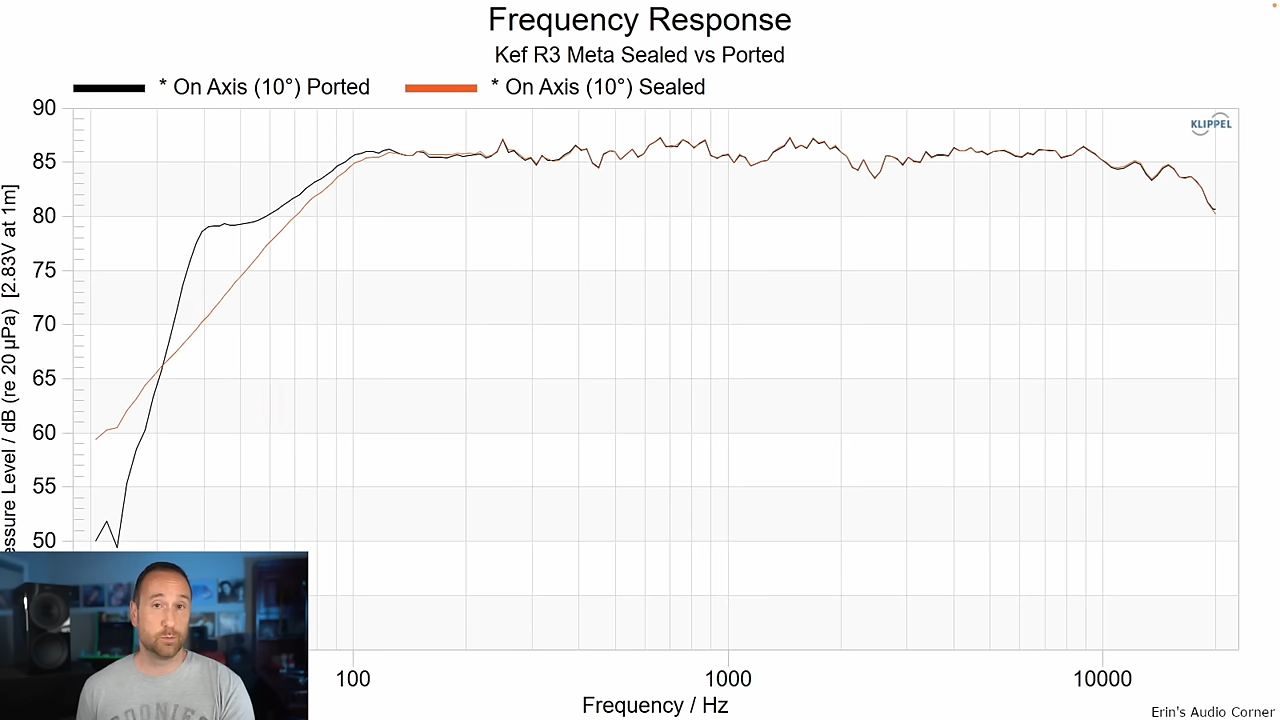 Frequency Response
Kef R3 Meta Sealed vs Ported
* On Axis (10°) Ported
* On Axis (10°) Sealed
90
85
80
75
70
65
60
55
50
KLIPPEL
essure Level / dB (re 20 µPa) [2.83V at 1m]
100
1000
10000
Frequency / Hz
Erin's Audio Corner